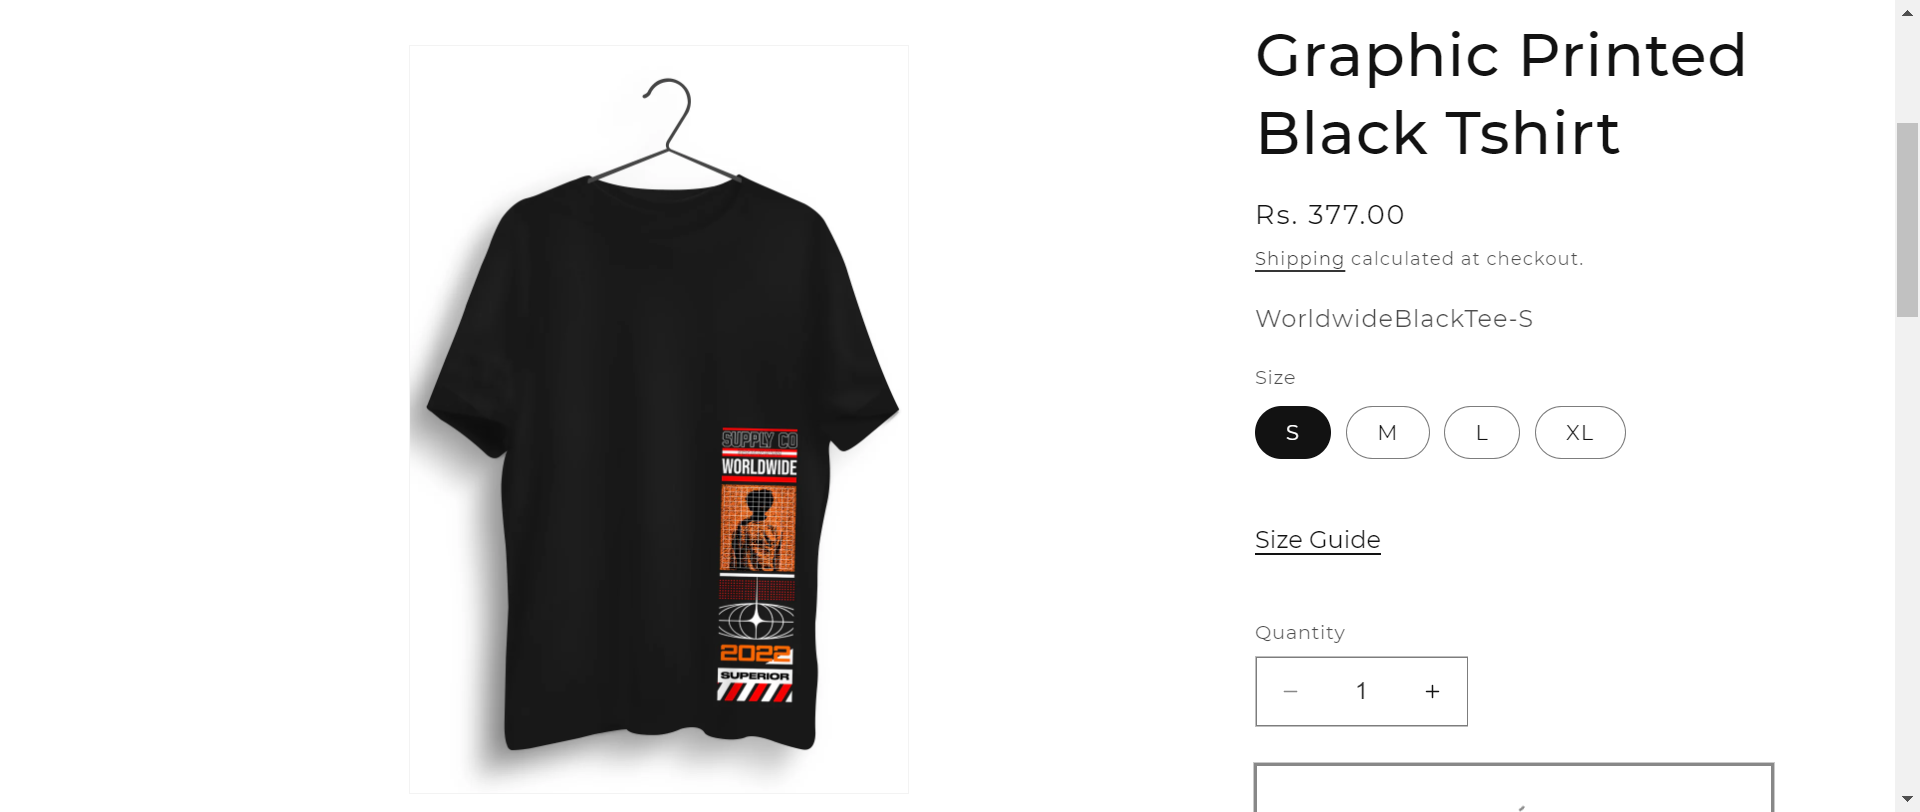 SUPPLY CO
WORLDWIDE
2022
SUPERIOR
Graphic Printed
Black Tshirt
Rs. 377.00
Shipping calculated at checkout.
WorldwideBlackTee-S
Size
S M L XL
Size Guide
Quantity
− 1 +